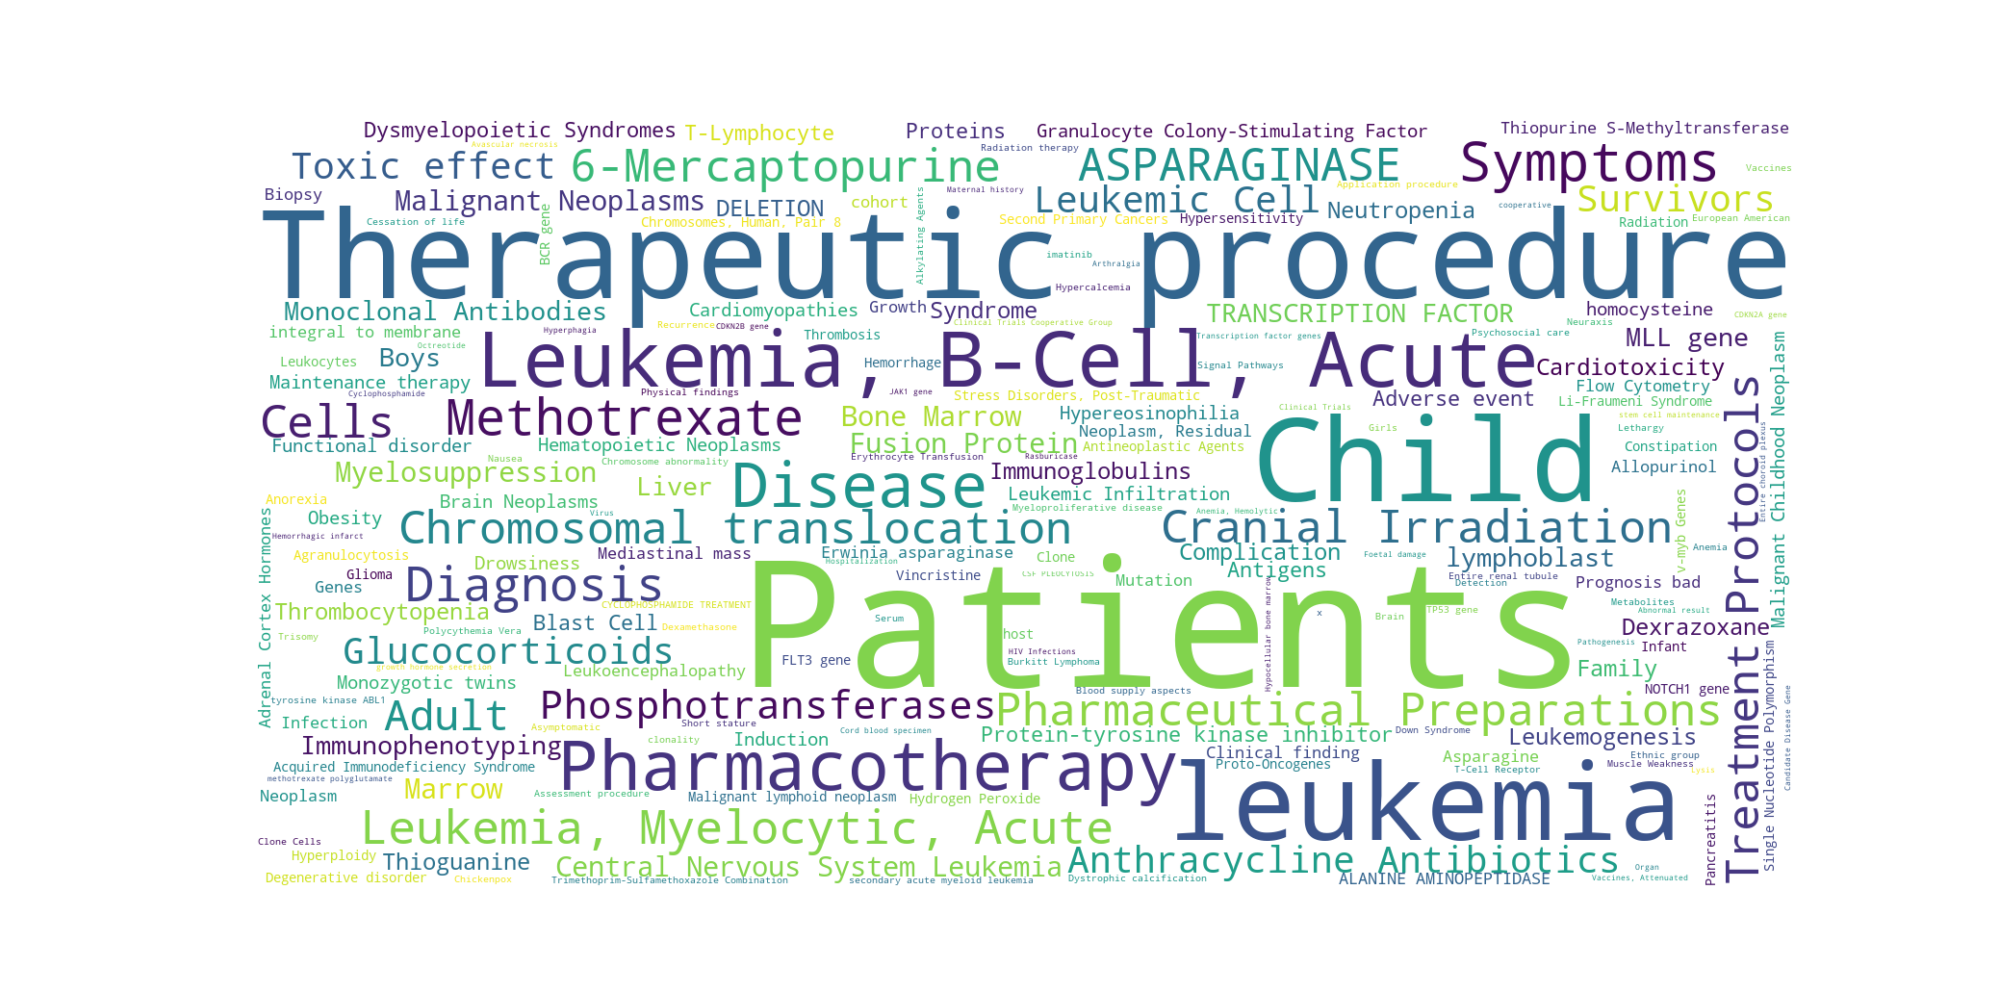 Dysmyelopoietic Syndromes
T-Lymphocyte
Proteins
Granulocyte Colony-Stimulating Factor
Thiopurine S-Methyltransferase
Avascular necrosis
Radiation therapy
Toxic effect
6-Mercaptopurine
ASPARAGINASE
Symptoms
Vaccines
Biopsy
Malignant Neoplasms
DELETION
cohort
Alkylating Agents
Maternal history
Leukemic Cell
Application procedure
Neutropenia
cooperative
Survivors
Cessation of life
BCR gene
Chromosomes, Human, Pair 8
Second Primary Cancers
Hypersensitivity
Radiation
European American
Therapeutic procedure
imatinib
Arthralgia
Hypercalcemia
Monoclonal Antibodies
Cardiomyopathies
Growth
Syndrome
TRANSCRIPTION FACTOR
homocysteine
CDKN2A gene
integral to membrane
Hyperphagia
Recurrence
CDKN2B gene
Thrombosis
Clinical Trials Cooperative Group
Transcription factor genes
Psychosocial care
Neuraxis
MLL gene
Octreotide
Leukocytes
Boys
Leukemia, B-Cell, Acute
Hemorrhage
Signal Pathways
Cardiotoxicity
Maintenance therapy
Cyclophosphamide
Physical findings
JAK1 gene
Stress Disorders, Post-Traumatic
Adverse event
Flow Cytometry
Li-Fraumeni Syndrome
Cells
Methotrexate
Bone Marrow
Hypereosinophilia
Clinical Trials
Girls
stem cell maintenance
Lethargy
Neoplasm, Residual
Functional disorder
Hematopoietic Neoplasms
Fusion Protein
Antineoplastic Agents
Child
Constipation
Entire choroid plexus
Protocols
Malignant Childhood Neoplasm
Nausea
Chromosome abnormality
Erythrocyte Transfusion
Rasburicase
Myelosuppression
Liver
Disease
Immunoglobulins
Allopurinol
Anorexia
Brain Neoplasms
Leukemic Infiltration
Myeloproliferative disease
Anemia, Hemolytic
v-myb Genes
Obesity
Virus
Chromosomal translocation
Cranial Irradiation
Adrenal Cortex Hormones
Hemorrhagic infarct
Agranulocytosis
Drowsiness
Mediastinal mass
Erwinia asparaginase
Hospitalization
Clone
Complication
Foetal damage
lymphoblast
Anemia
Glioma
Genes
Diagnosis
Vincristine
CSF PLEOCYTOSIS
Mutation
Antigens
Entire renal tubule
Detection
Prognosis bad
Thrombocytopenia
CYCLOPHOSPHAMIDE TREATMENT
Patients
Hypocellular bone marrow
x
Brain
TP53 gene
Metabolites
Abnormal result
Trisomy
Polycythemia Vera
Blast Cell
Dexamethasone
Serum
host
Dexrazoxane
Glucocorticoids
FLT3 gene
HIV Infections
Burkitt Lymphoma
Pathogenesis
Infant
growth hormone secretion
Leukoencephalopathy
Family
Monozygotic twins
tyrosine kinase ABL1
Blood supply aspects
NOTCH1 gene
Treatment
Single Nucleotide Polymorphism
Candidate Disease Gene
Infection
Adult
Phosphotransferases
Pharmaceutical Preparations
Asymptomatic
Short stature
Cord blood specimen
Down Syndrome
Immunophenotyping
clonality
Induction
Protein-tyrosine kinase inhibitor
Leukemogenesis
Clinical finding
Asparagine
Ethnic group
Acquired Immunodeficiency Syndrome
Pharmacotherapy
Proto-Oncogenes
T-Cell Receptor
Muscle Weakness
Lysis
methotrexate polyglutamate
Neoplasm
Marrow
Assessment procedure
Malignant lymphoid neoplasm
Hydrogen Peroxide
leukemia
Pancreatitis
Leukemia, Myelocytic, Acute
Clone Cells
Hyperploidy
Thioguanine
Central Nervous System Leukemia
Anthracycline Antibiotics
Organ
Degenerative disorder
Chickenpox
Trimethoprim-Sulfamethoxazole Combination
secondary acute myeloid leukemia
Dystrophic calcification
ALANINE AMINOPEPTIDASE
Vaccines, Attenuated